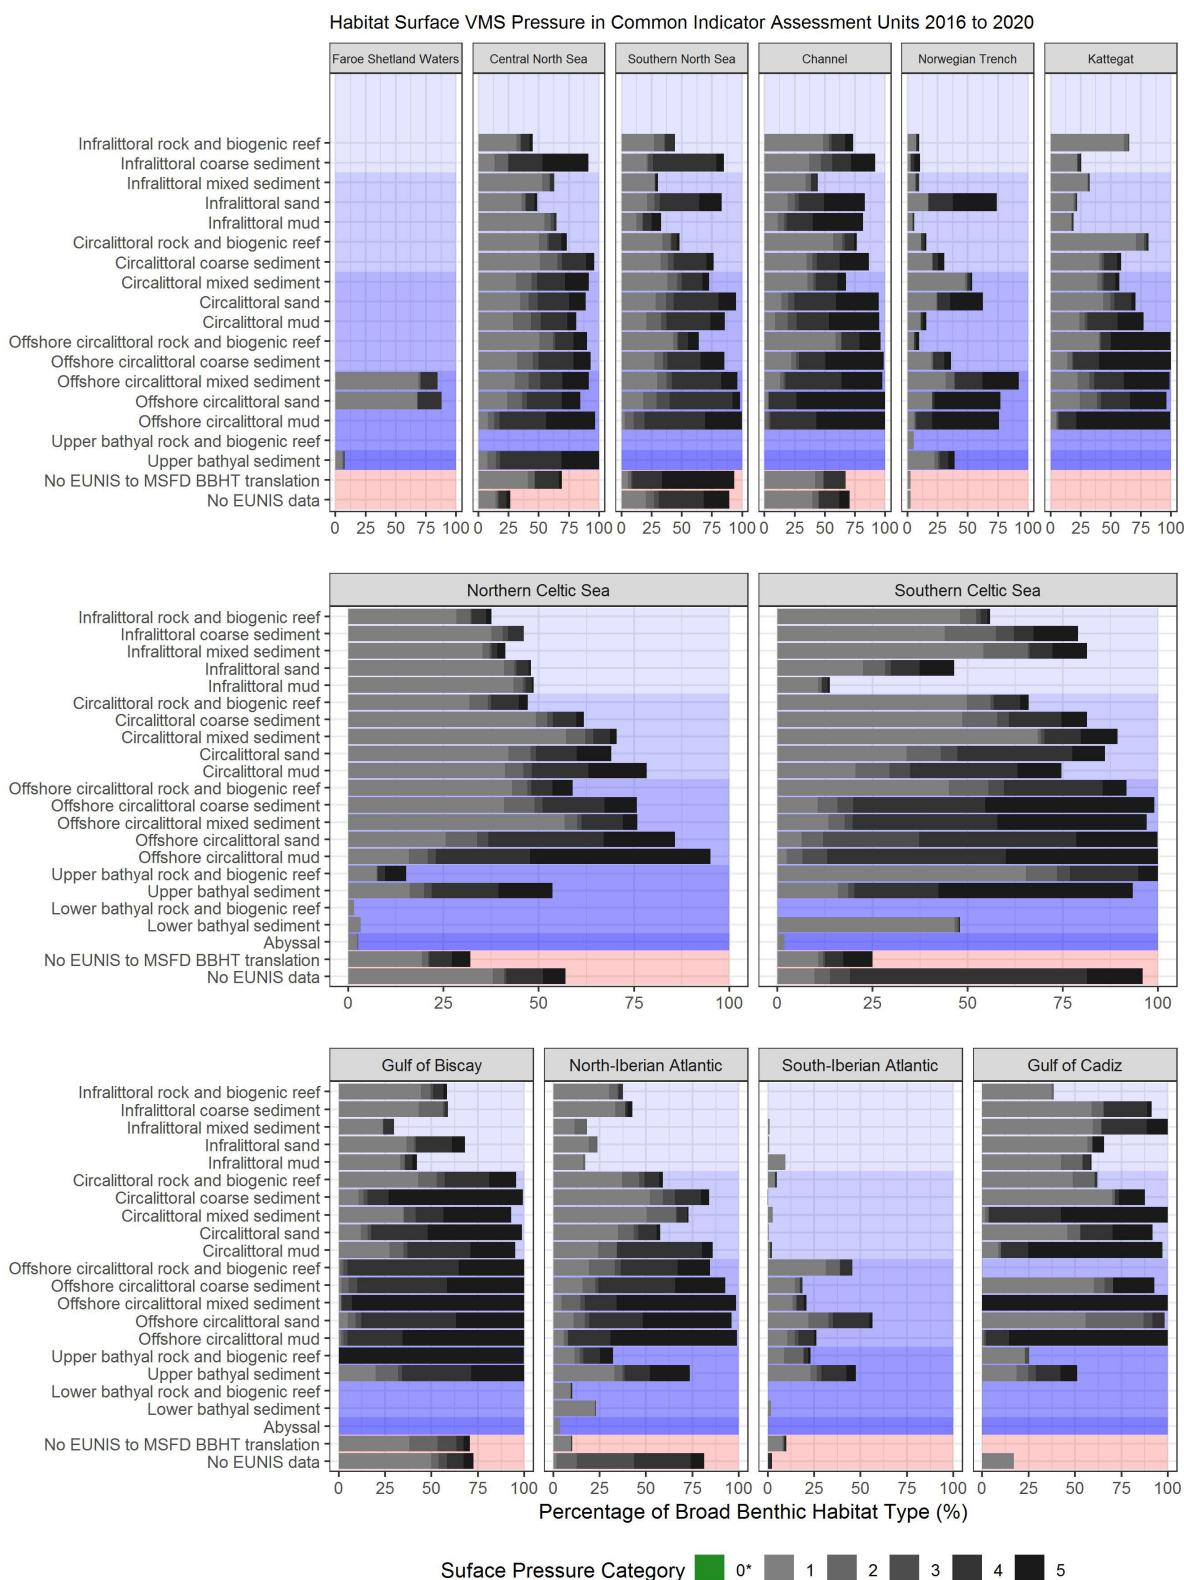 Habitat Surface VMS Pressure in Common Indicator Assessment Units 2016 to 2020
Faroe Shetland Waters Central North Sea Southern North Sea Channel Norwegian Trench Kattegat
Infralittoral rock and biogenic reef
Infralittoral coarse sediment
Infralittoral mixed sediment
Infralittoral sand
Infralittoral mud
Circalittoral rock and biogenic reef
Circalittoral coarse sediment
Circalittoral mixed sediment
Circalittoral sand
Circalittoral mud
Offshore circalittoral rock and biogenic reef
Offshore circalittoral coarse sediment
Offshore circalittoral mixed sediment
Offshore circalittoral sand
Offshore circalittoral mud
Upper bathyal rock and biogenic reef
Upper bathyal sediment
No EUNIS to MSFD BBHT translation
No EUNIS data
0 25 50 75 100 0 25 50 75 100 0 25 50 75 100 0 25 50 75 100 0 25 50 75 100 0 25 50 75 100
Northern Celtic Sea Southern Celtic Sea
Infralittoral rock and biogenic reef
Infralittoral coarse sediment
Infralittoral mixed sediment
Infralittoral sand
Infralittoral mud
Circalittoral rock and biogenic reef
Circalittoral coarse sediment
Circalittoral mixed sediment
Circalittoral sand
Circalittoral mud
Offshore circalittoral rock and biogenic reef
Offshore circalittoral coarse sediment
Offshore circalittoral mixed sediment
Offshore circalittoral sand
Offshore circalittoral mud
Upper bathyal rock and biogenic reef
Upper bathyal sediment
Lower bathyal rock and biogenic reef
Lower bathyal sediment
Abyssal
No EUNIS to MSFD BBHT translation
No EUNIS data
0 25 50 75 100 0 25 50 75 100
Gulf of Biscay North-Iberian Atlantic South-Iberian Atlantic Gulf of Cadiz
Infralittoral rock and biogenic reef
Infralittoral coarse sediment
Infralittoral mixed sediment
Infralittoral sand
Infralittoral mud
Circalittoral rock and biogenic reef
Circalittoral coarse sediment
Circalittoral mixed sediment
Circalittoral sand
Circalittoral mud
Offshore circalittoral rock and biogenic reef
Offshore circalittoral coarse sediment
Offshore circalittoral mixed sediment
Offshore circalittoral sand
Offshore circalittoral mud
Upper bathyal rock and biogenic reef
Upper bathyal sediment
Lower bathyal rock and biogenic reef
Lower bathyal sediment
Abyssal
No EUNIS to MSFD BBHT translation
No EUNIS data
0 25 50 75 100 0 25 50 75 100 0 25 50 75 100 0 25 50 75 100
Percentage of Broad Benthic Habitat Type (%)
Suface Pressure Category 0* 1 2 3 4 5